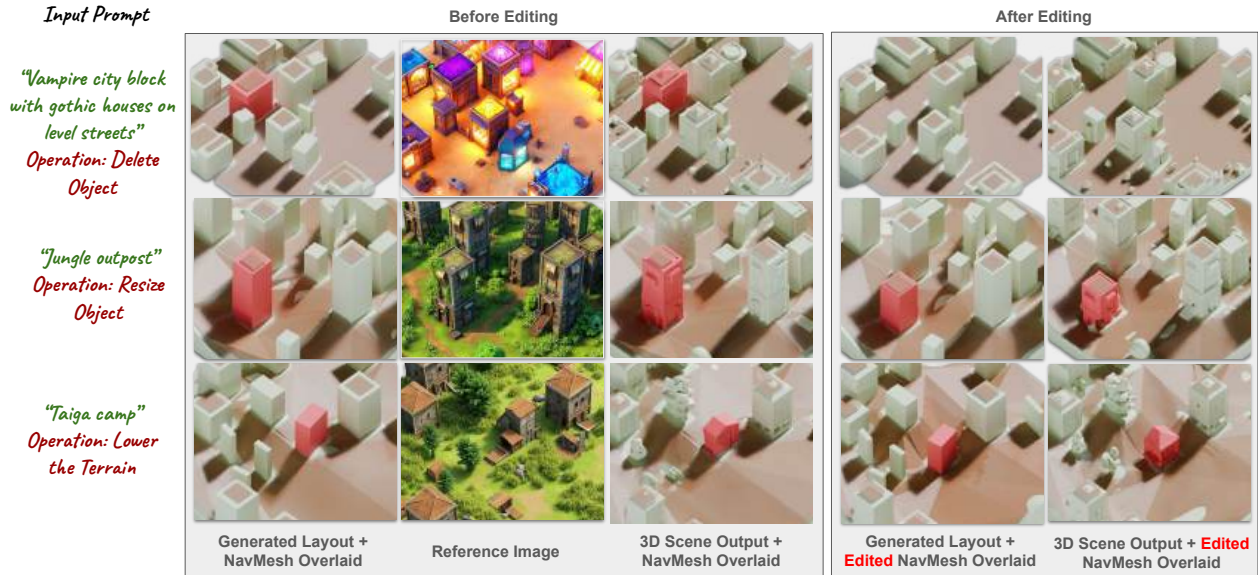 Input Prompt
Before Editing
After Editing
“Vampire city block
with gothic houses on
level streets”
Operation: Delete
Object
“Jungle outpost”
Operation: Resize
Object
“Taiga camp”
Operation: Lower
the Terrain
Generated Layout +
NavMesh Overlaid
Reference Image
3D Scene Output +
NavMesh Overlaid
Generated Layout +
Edited NavMesh Overlaid
3D Scene Output + Edited
NavMesh Overlaid